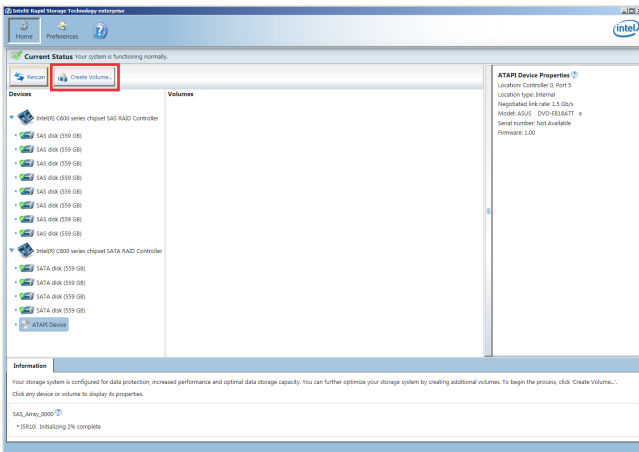 Intel® Rapid Storage Technology enterprise
Home
Preferences
intel
Current Status Your system is functioning normally.
Rescan
Create Volume...
Devices
Volumes
Intel(R) C600 series chipset SAS RAID Controller
SAS disk (559 GB)
SAS disk (559 GB)
SAS disk (559 GB)
SAS disk (559 GB)
SAS disk (559 GB)
SAS disk (559 GB)
SAS disk (559 GB)
SAS disk (559 GB)
Intel(R) C600 series chipset SATA RAID Controller
SATA disk (559 GB)
SATA disk (559 GB)
SATA disk (559 GB)
SATA disk (559 GB)
ATAPI Device
ATAPI Device Properties ?
Location: Controller 0, Port 5
Location type: Internal
Negotiated link rate: 1.5 Gb/s
Model: ASUS DVD-E818A7T a
Serial number: Not Available
Firmware: 1.00
Information
Your storage system is configured for data protection, increased performance and optimal data storage capacity. You can further optimize your storage system by creating additional volumes. To begin the process, click 'Create Volume...'.
Click any device or volume to display its properties.
SAS_Array_0000 ?
• ISR10: Initializing 2% complete